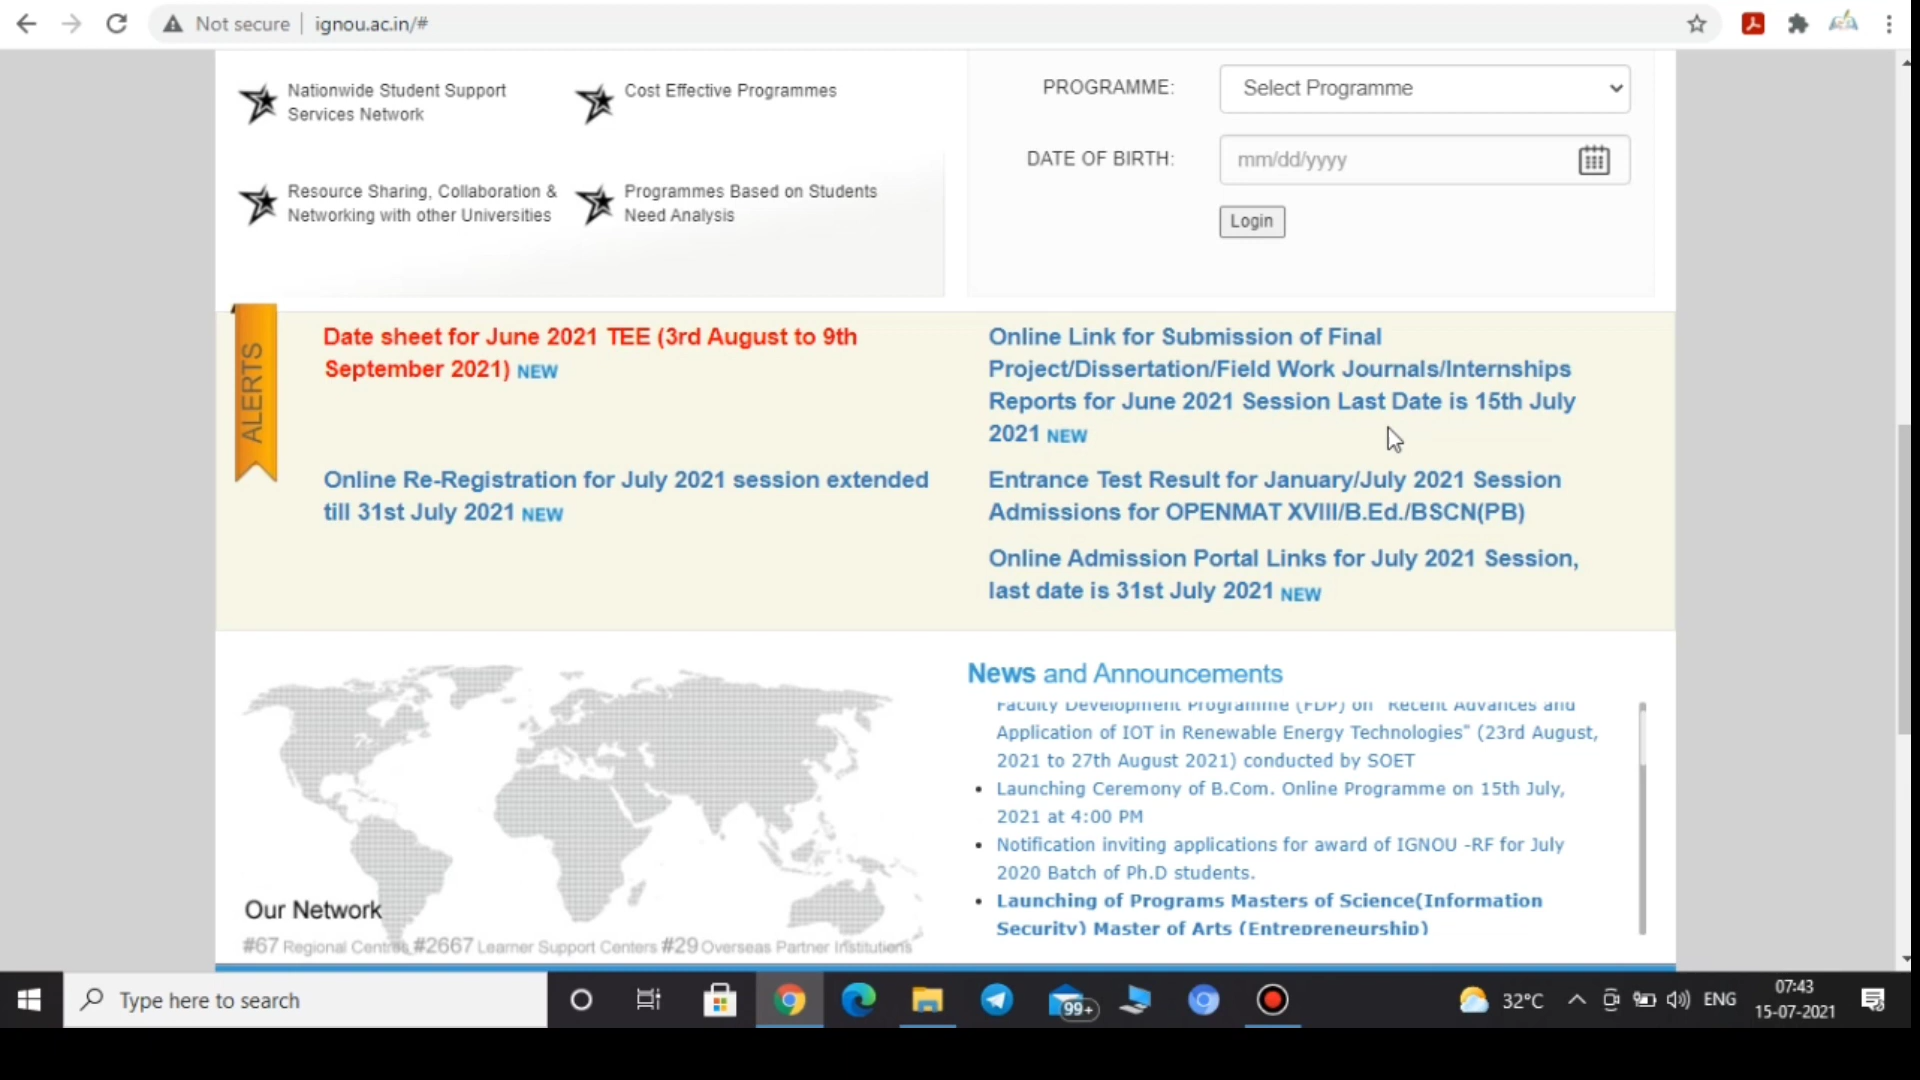 Not secure
ignou.ac.in/#
Nationwide Student Support
Services Network
Cost Effective Programmes
Resource Sharing, Collaboration &
Networking with other Universities
Programmes Based on Students
Need Analysis
PROGRAMME:
Select Programme
DATE OF BIRTH:
mm/dd/yyyy
Login
ALERTS
Date sheet for June 2021 TEE (3rd August to 9th
September 2021) NEW
Online Re-Registration for July 2021 session extended
till 31st July 2021 NEW
Online Link for Submission of Final
Project/Dissertation/Field Work Journals/Internships
Reports for June 2021 Session Last Date is 15th July
2021 NEW
Entrance Test Result for January/July 2021 Session
Admissions for OPENMAT XVIII/B.Ed./BSCN(PB)
Online Admission Portal Links for July 2021 Session,
last date is 31st July 2021 NEW
Our Network
#67 Regional Centres #2667 Learner Support Centers #29 Overseas Partner Institutions
News and Announcements
Faculty Development Programme (FDP) on "Recent Advances and
Application of IOT in Renewable Energy Technologies" (23rd August,
2021 to 27th August 2021) conducted by SOET
Launching Ceremony of B.Com. Online Programme on 15th July,
2021 at 4:00 PM
Notification inviting applications for award of IGNOU -RF for July
2020 Batch of Ph.D students.
Launching of Programs Masters of Science(Information
Security) Master of Arts (Entrepreneurship)
Type here to search
99+
32°C
ENG
07:43
15-07-2021